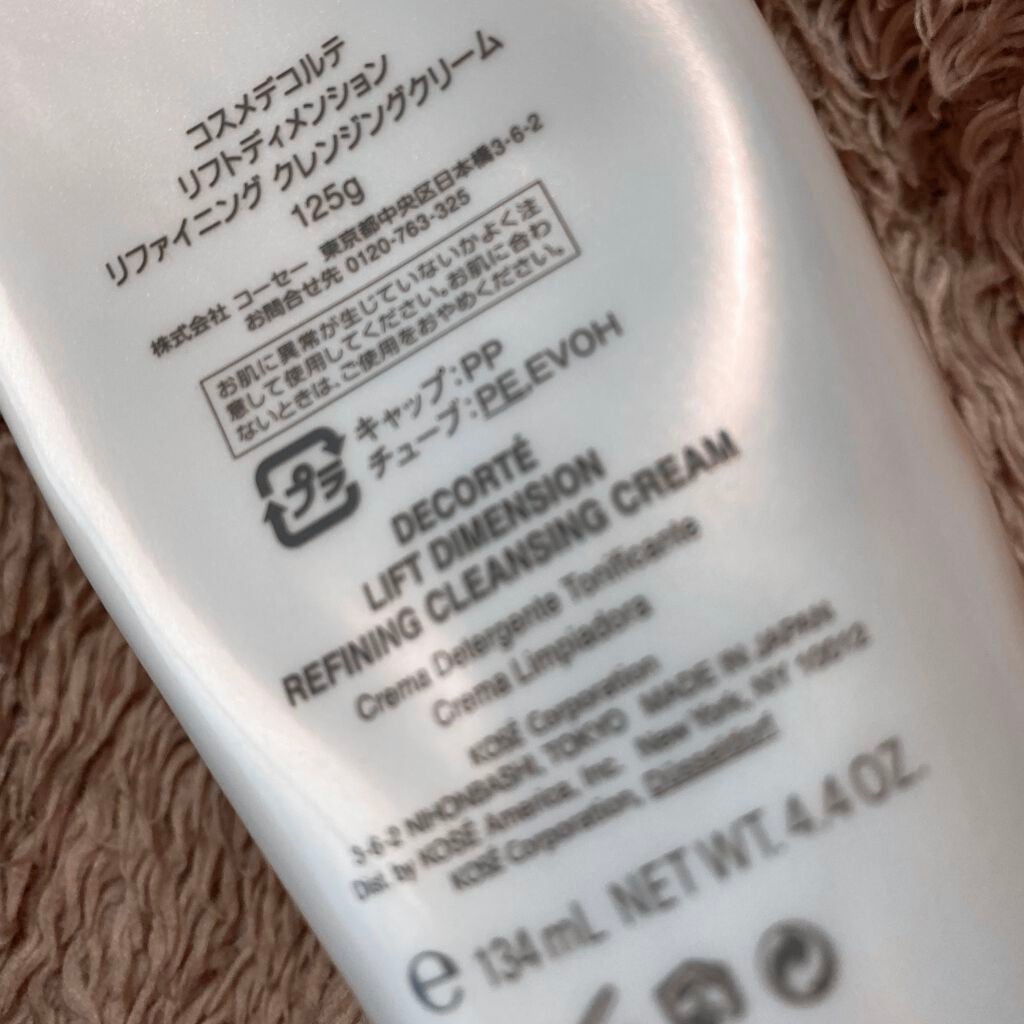 コスメデコルテ
リフトディメンション
リファイニング クレンジングクリーム
125g
株式会社 コーセー 東京都中央区日本橋3-6-2
お問合せ先 0120-763-325
お肌に異常が生じていないかよく注
意して使用してください。お肌に合わ
ないときは、ご使用をおやめください。
プラ
キャップ:PP
チューブ:PE,EVOH
DECORTÉ
LIFT DIMENSION
REFINING CLEANSING CREAM
Crema Detergente Tonificante
Crema Limpiadora
KOSÉ Corporation
3-6-2 NIHONBASHI, TOKYO MADE IN JAPAN
Dist. by KOSÉ America, Inc New York, NY 10012
KOSÉ Corporation, Düsseldorf
e 134mL NET WT. 4.4 OZ.